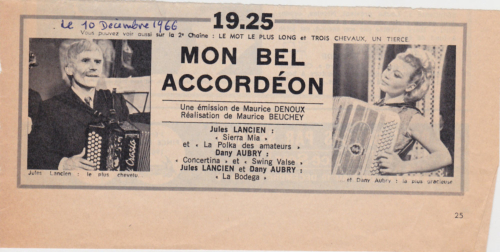 Le 10 Decembre 1966
19.25
Vous pouvez voir aussi sur la 2e Chaîne : LE MOT LE PLUS LONG et TROIS CHEVAUX, UN TIERCE.
MON BEL
ACCORDÉON
Une émission de Maurice DENOUX
Réalisation de Maurice BEUCHEY
Jules LANCIEN :
« Sierra Mia »
et « La Polka des amateurs »
Dany AUBRY :
« Concertina » et « Swing Valse »
Jules LANCIEN et Dany AUBRY :
« La Bodega »
Jules Lancien : le plus chevelu
et Dany Aubry : la plus
25